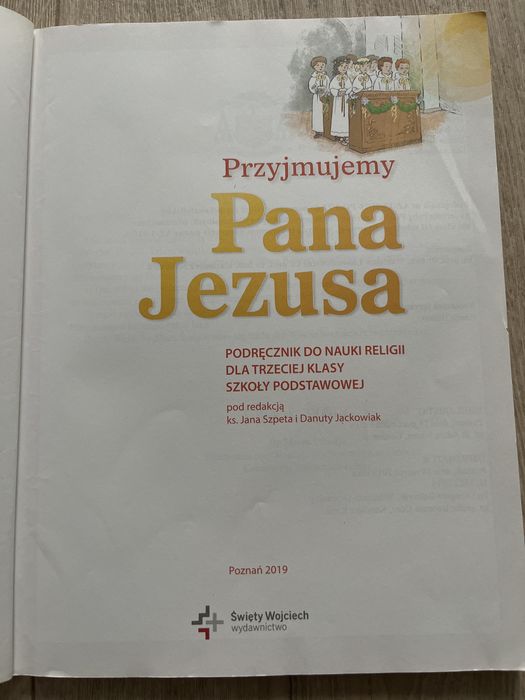 Przyjmujemy
Pana
Jezusa
PODRĘCZNIK DO NAUKI RELIGII
DLA TRZECIEJ KLASY
SZKOŁY PODSTAWOWEJ
pod redakcją
ks. Jana Szpeta i Danuty Jackowiak
Poznań 2019
Święty Wojciech
wydawnictwo